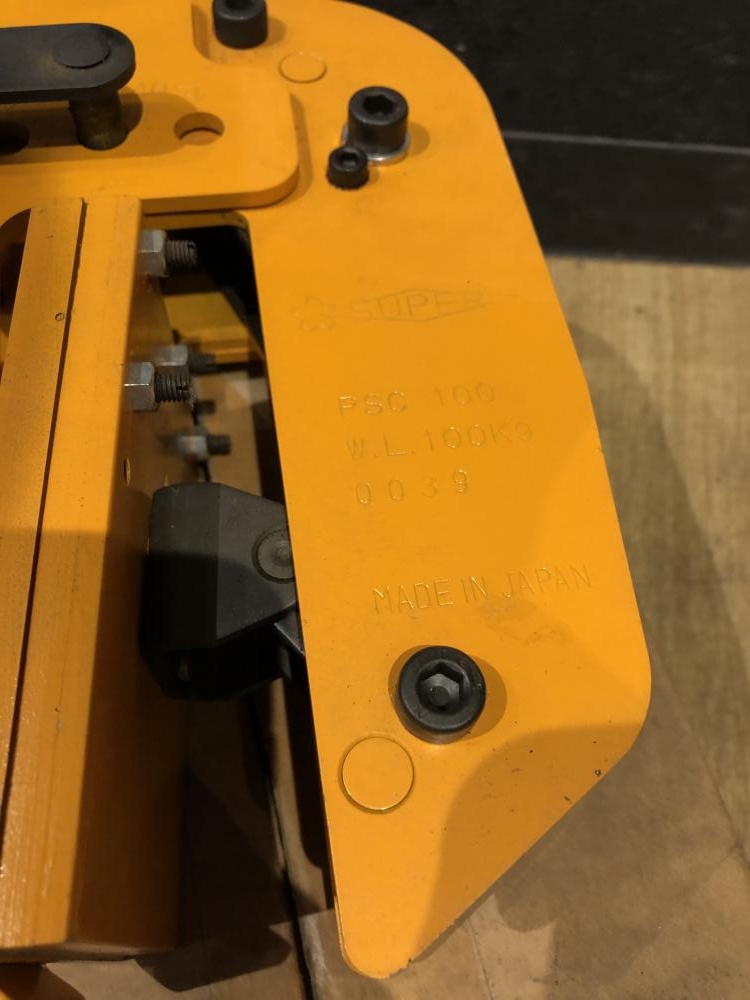 SUPER
PSC 100
W.L.100Kg
0039
MADE IN JAPAN